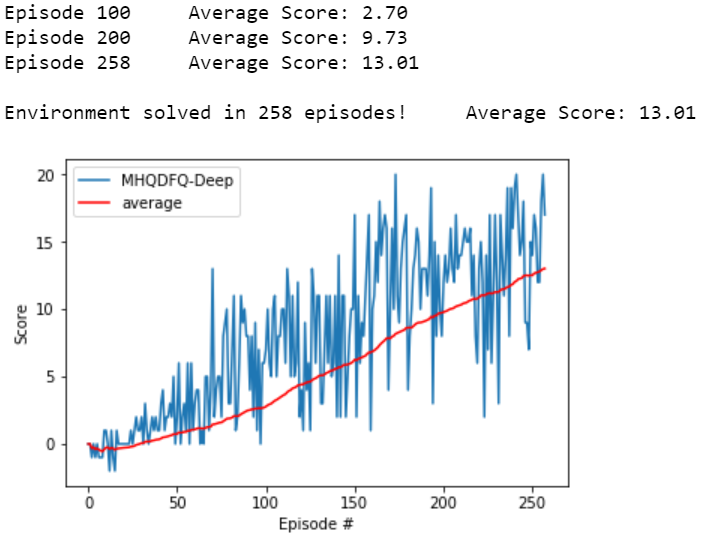 Episode 100     Average Score: 2.70
Episode 200     Average Score: 9.73
Episode 258     Average Score: 13.01
Environment solved in 258 episodes!     Average Score: 13.01
MHQDFQ-Deep
average
20
15
10
5
0
Score
0 50 100 150 200 250
Episode #